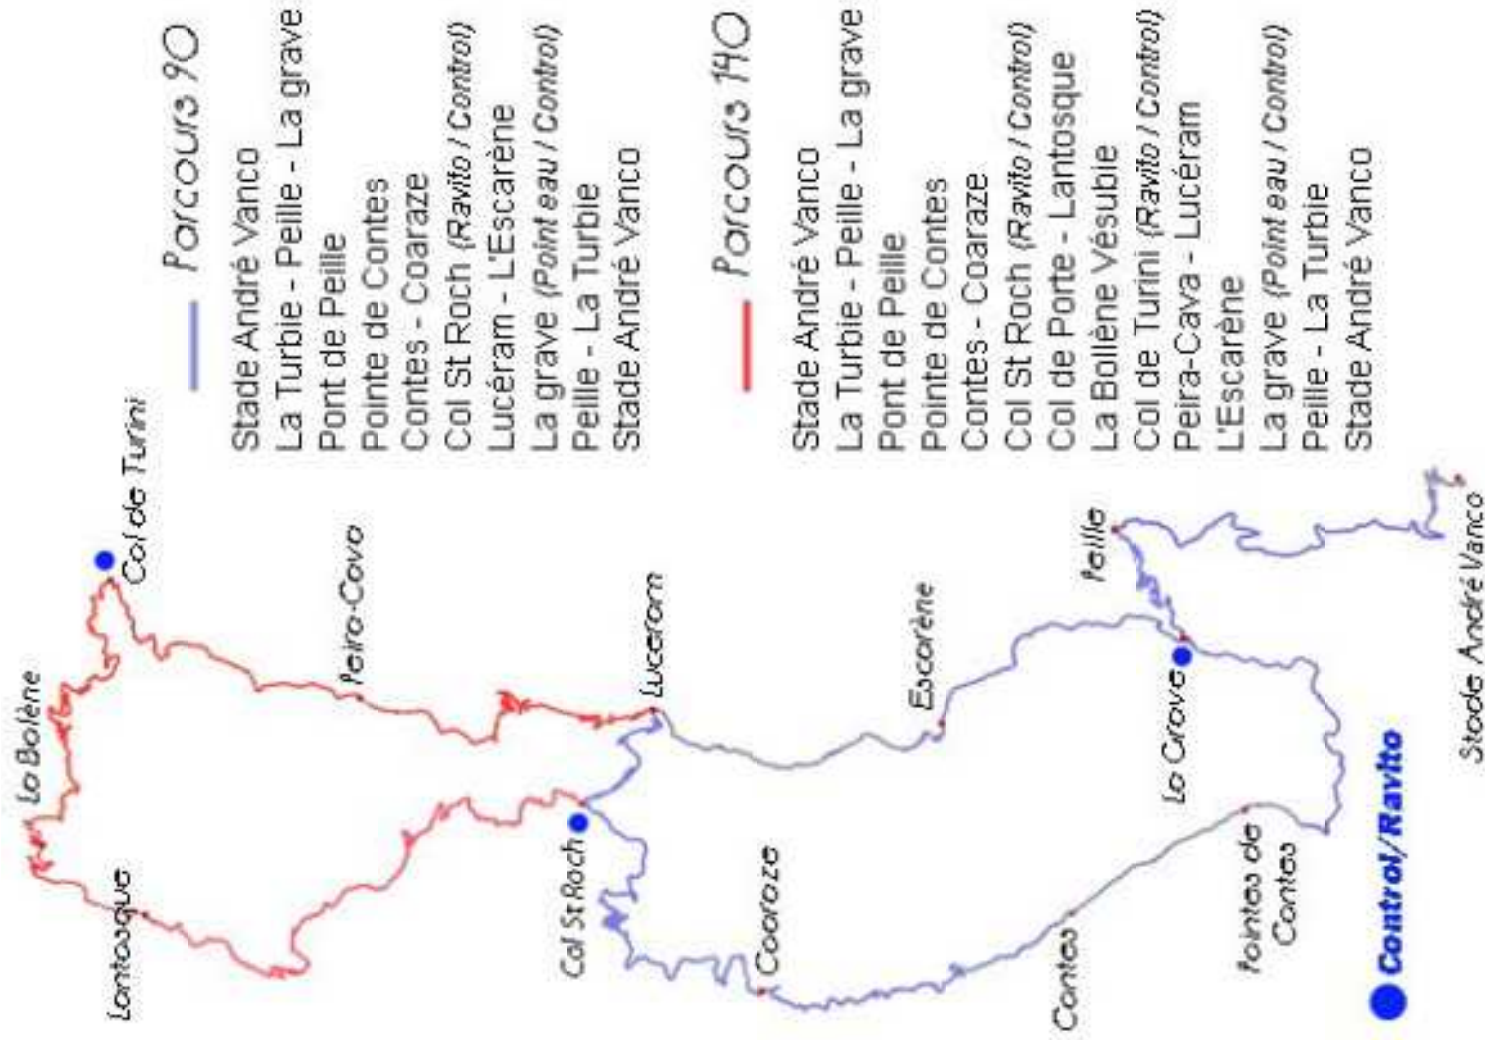 Parcours 90
Stade André Vanco
La Turbie - Peille - La grave
Pont de Peille
Pointe de Contes
Contes - Coaraze
Col St Roch (Ravito / Control)
Lucéram - L'Escarène
La grave (Point eau / Control)
Peille - La Turbie
Stade André Vanco
Parcours 140
Stade André Vanco
La Turbie - Peille - La grave
Pont de Peille
Pointe de Contes
Contes - Coaraze
Col St Roch (Ravito / Control)
Col de Porte - Lantosque
La Bollène Vésubie
Col de Turini (Ravito / Control)
Peira-Cava - Lucéram
L'Escarène
La grave (Point eau / Control)
Peille - La Turbie
Stade André Vanco
La Bolène
Col de Turini
Lantosque
Peira-Cava
Col St Roch
Luceram
Coaraze
Escarène
Contes
Peille
La Grave
Pointes de
Contes
Stade André Vanco
Control/Ravito